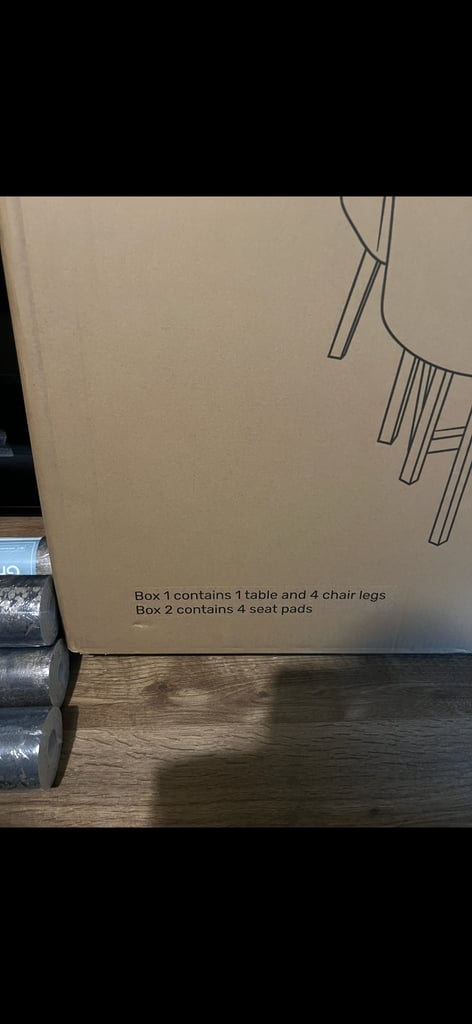 Box 1 contains 1 table and 4 chair legs
Box 2 contains 4 seat pads